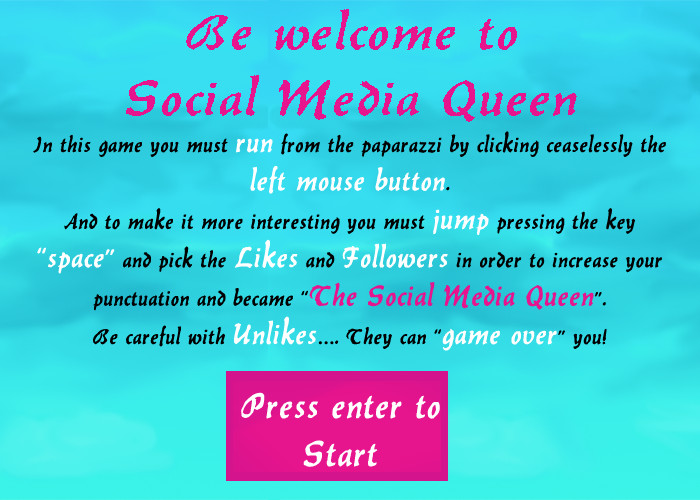 Be welcome to
Social Media Queen
In this game you must run from the paparazzi by clicking ceaselessly the
left mouse button.
And to make it more interesting you must jump pressing the key
"space" and pick the Likes and Followers in order to increase your
punctuation and became "The Social Media Queen".
Be careful with Unlikes.... They can "game over" you!
Press enter to
Start